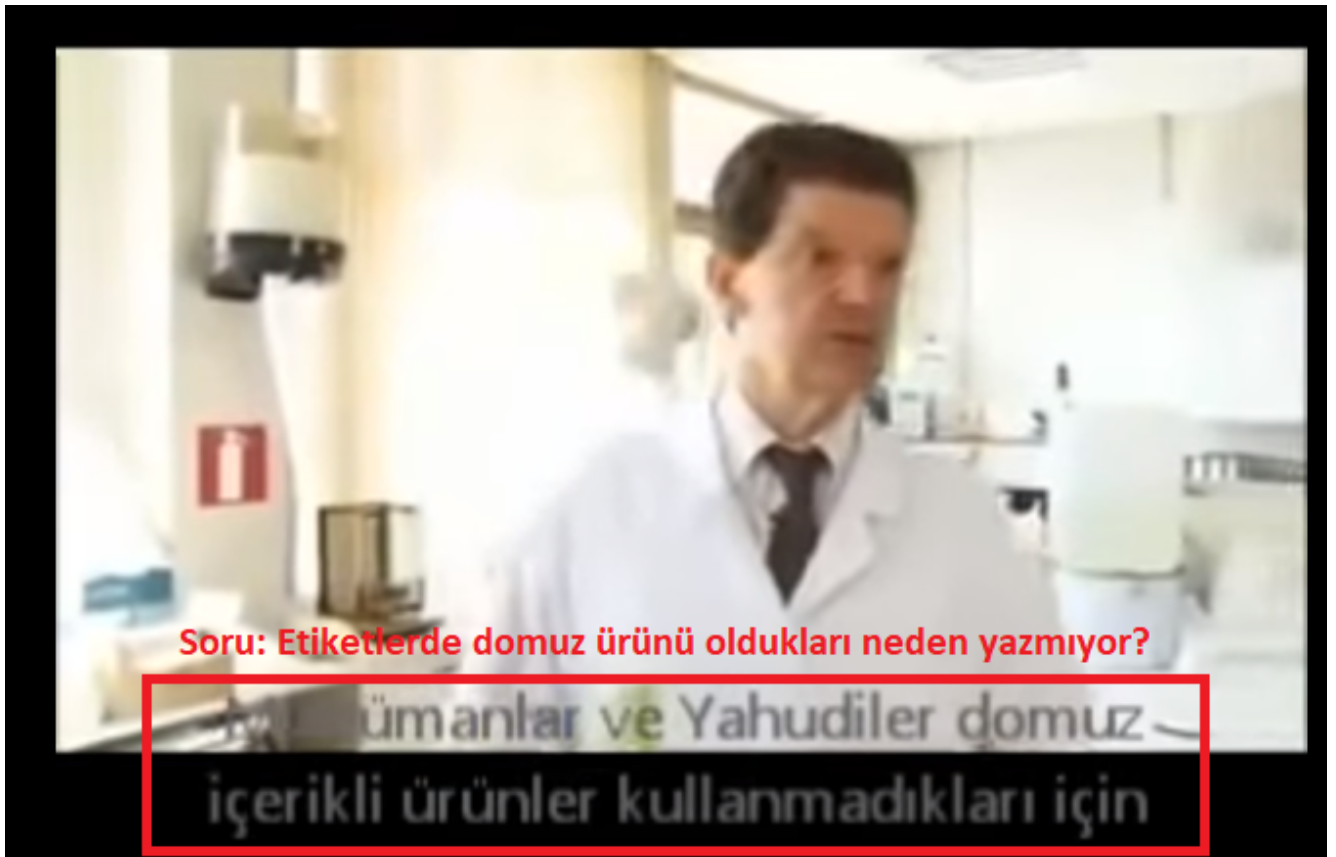 Soru: Etiketlerde domuz ürünü oldukları neden yazmıyor?
ve Yahudiler domuz
içerikli ürünler kullanmadıkları için